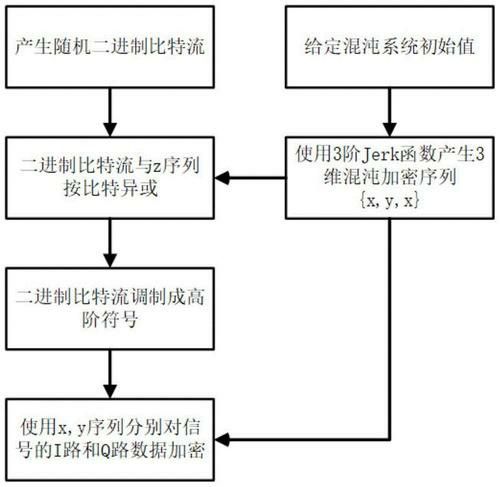 产生随机二进制比特流
给定混沌系统初始值
二进制比特流与z序列
按比特异或
使用3阶Jerk函数产生3
维混沌加密序列
{x,y,x}
二进制比特流调制成高
阶符号
使用x,y序列分别对信
号的I路和Q路数据加密